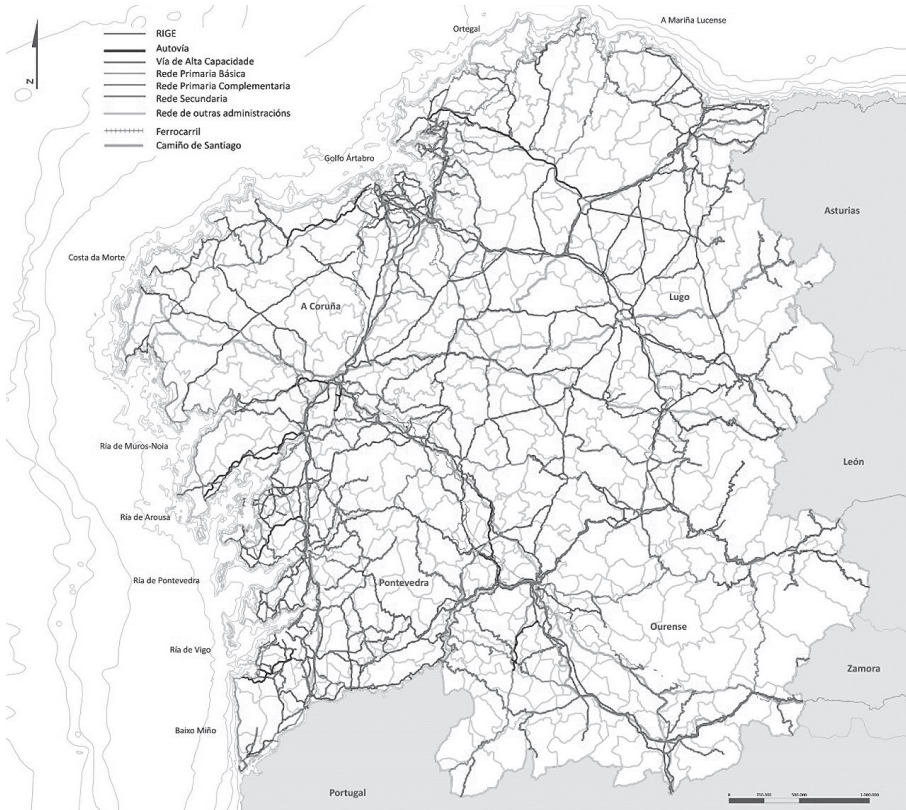 A Mariña Lucense
Ortegal
N
RIGE
Autovía
Vía de Alta Capacidade
Rede Primaria Básica
Rede Primaria Complementaria
Rede Secundaria
Rede de outras administracións
Ferrocarril
Camiño de Santiago
Golfo Ártabro
Asturias
Costa da Morte
A Coruña
Lugo
Ría de Muros-Noia
León
Ría de Arousa
Ría de Pontevedra
Pontevedra
Ourense
Ría de Vigo
Zamora
Baixo Miño
Portugal